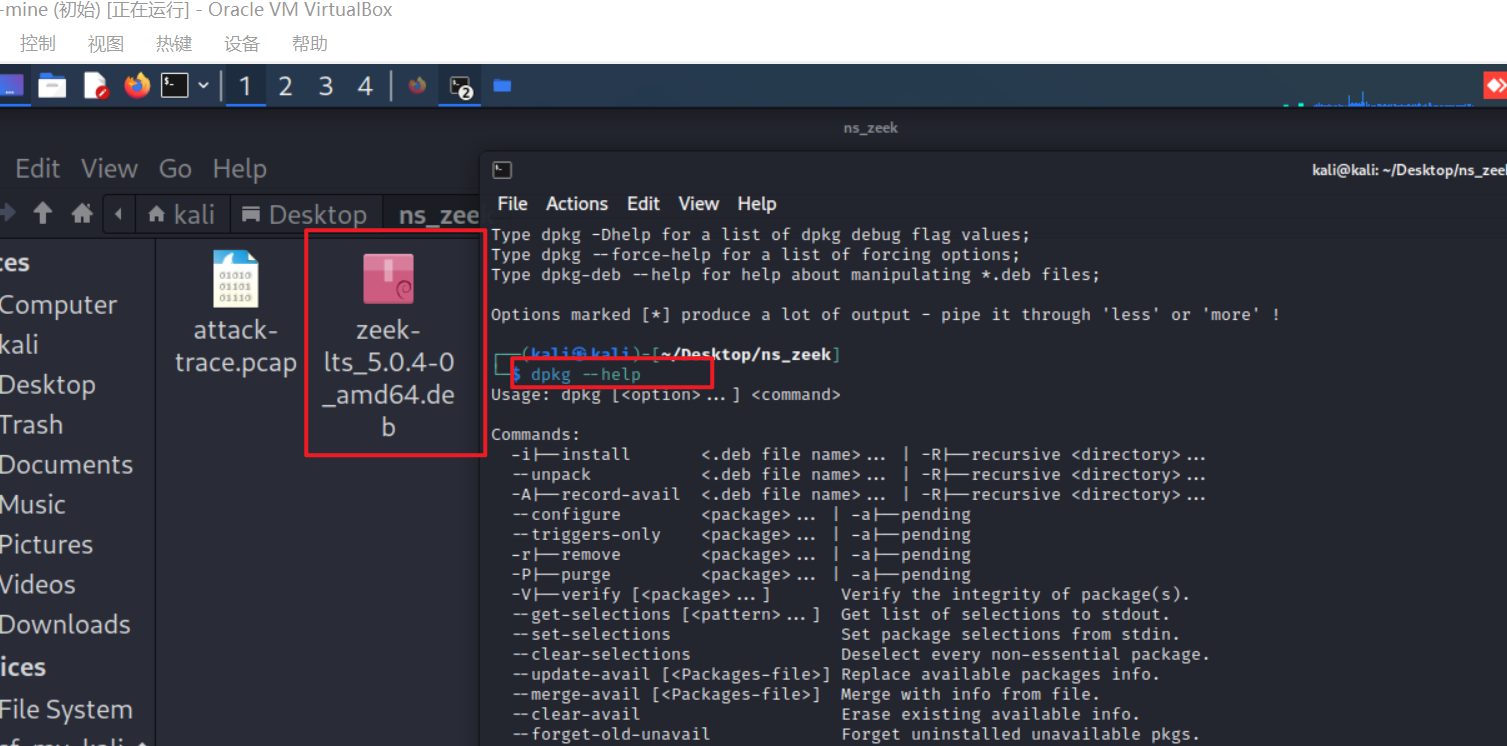 -mine (初始) [正在运行] - Oracle VM VirtualBox
控制 视图 热键 设备 帮助
1 2 3 4 2
ns_zeek
Edit View Go Help
kali Desktop ns_zee
ces
Computer
kali
Desktop
Trash
Documents
Music
Pictures
Videos
Downloads
ices
File System
01010
01110
attack-
trace.pcap
zeek-
lts_5.0.4-0
_amd64.de
b
kali@kali: ~/Desktop/ns_zee
File Actions Edit View Help
Type dpkg -Dhelp for a list of dpkg debug flag values;
Type dpkg --force-help for a list of forcing options;
Type dpkg-deb --help for help about manipulating *.deb files;
Options marked [*] produce a lot of output - pipe it through 'less' or 'more' !
(kali㉿kali)-[~/Desktop/ns_zeek]
$ dpkg --help
Usage: dpkg [<option>...] <command>
Commands:
-i|--install <.deb file name>... | -R|--recursive <directory>...
--unpack <.deb file name>... | -R|--recursive <directory>...
-A|--record-avail <.deb file name>... | -R|--recursive <directory>...
--configure <package>... | -a|--pending
--triggers-only <package>... | -a|--pending
-r|--remove <package>... | -a|--pending
-P|--purge <package>... | -a|--pending
-V|--verify [<package>...] Verify the integrity of package(s).
--get-selections [<pattern>...] Get list of selections to stdout.
--set-selections Set package selections from stdin.
--clear-selections Deselect every non-essential package.
--update-avail [<Packages-file>] Replace available packages info.
--merge-avail [<Packages-file>] Merge with info from file.
--clear-avail Erase existing available info.
--forget-old-unavail Forget uninstalled unavailable pkgs.